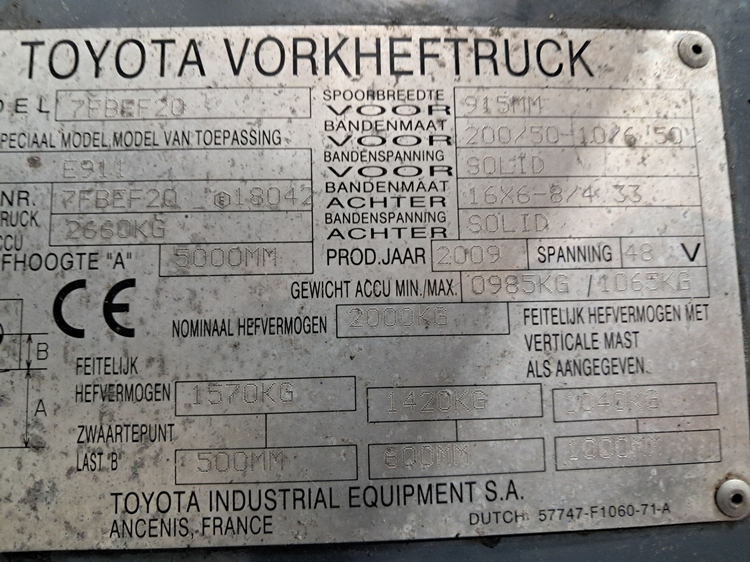 TOYOTA VORKHEFTRUCK
DEL 7FBEF20
SPOORBREEDTE VOOR 915MM
PECIAAL MODEL, MODEL VAN TOEPASSING
BANDENMAAT VOOR 200/50-10/6.50
E911
BANDENSPANNING VOOR SOLID
NR. 7FBEF20 E 18042
BANDENMAAT ACHTER 16X6-8/4.33
RUCK
CCU 2660KG
BANDENSPANNING ACHTER SOLID
FHOOGTE "A" 5000MM
PROD.JAAR 2009 SPANNING 48 V
GEWICHT ACCU MIN./MAX. 0985KG /1065KG
CE
NOMINAAL HEFVERMOGEN 2000KG
FEITELIJK HEFVERMOGEN MET
VERTICALE MAST
ALS AANGEGEVEN.
B
A
FEITELIJK
HEFVERMOGEN 1570KG 1420KG
ZWAARTEPUNT
LAST "B" 500MM 600MM 1000MM
TOYOTA INDUSTRIAL EQUIPMENT S.A.
ANCENIS, FRANCE
DUTCH: 57747-F1060-71-A